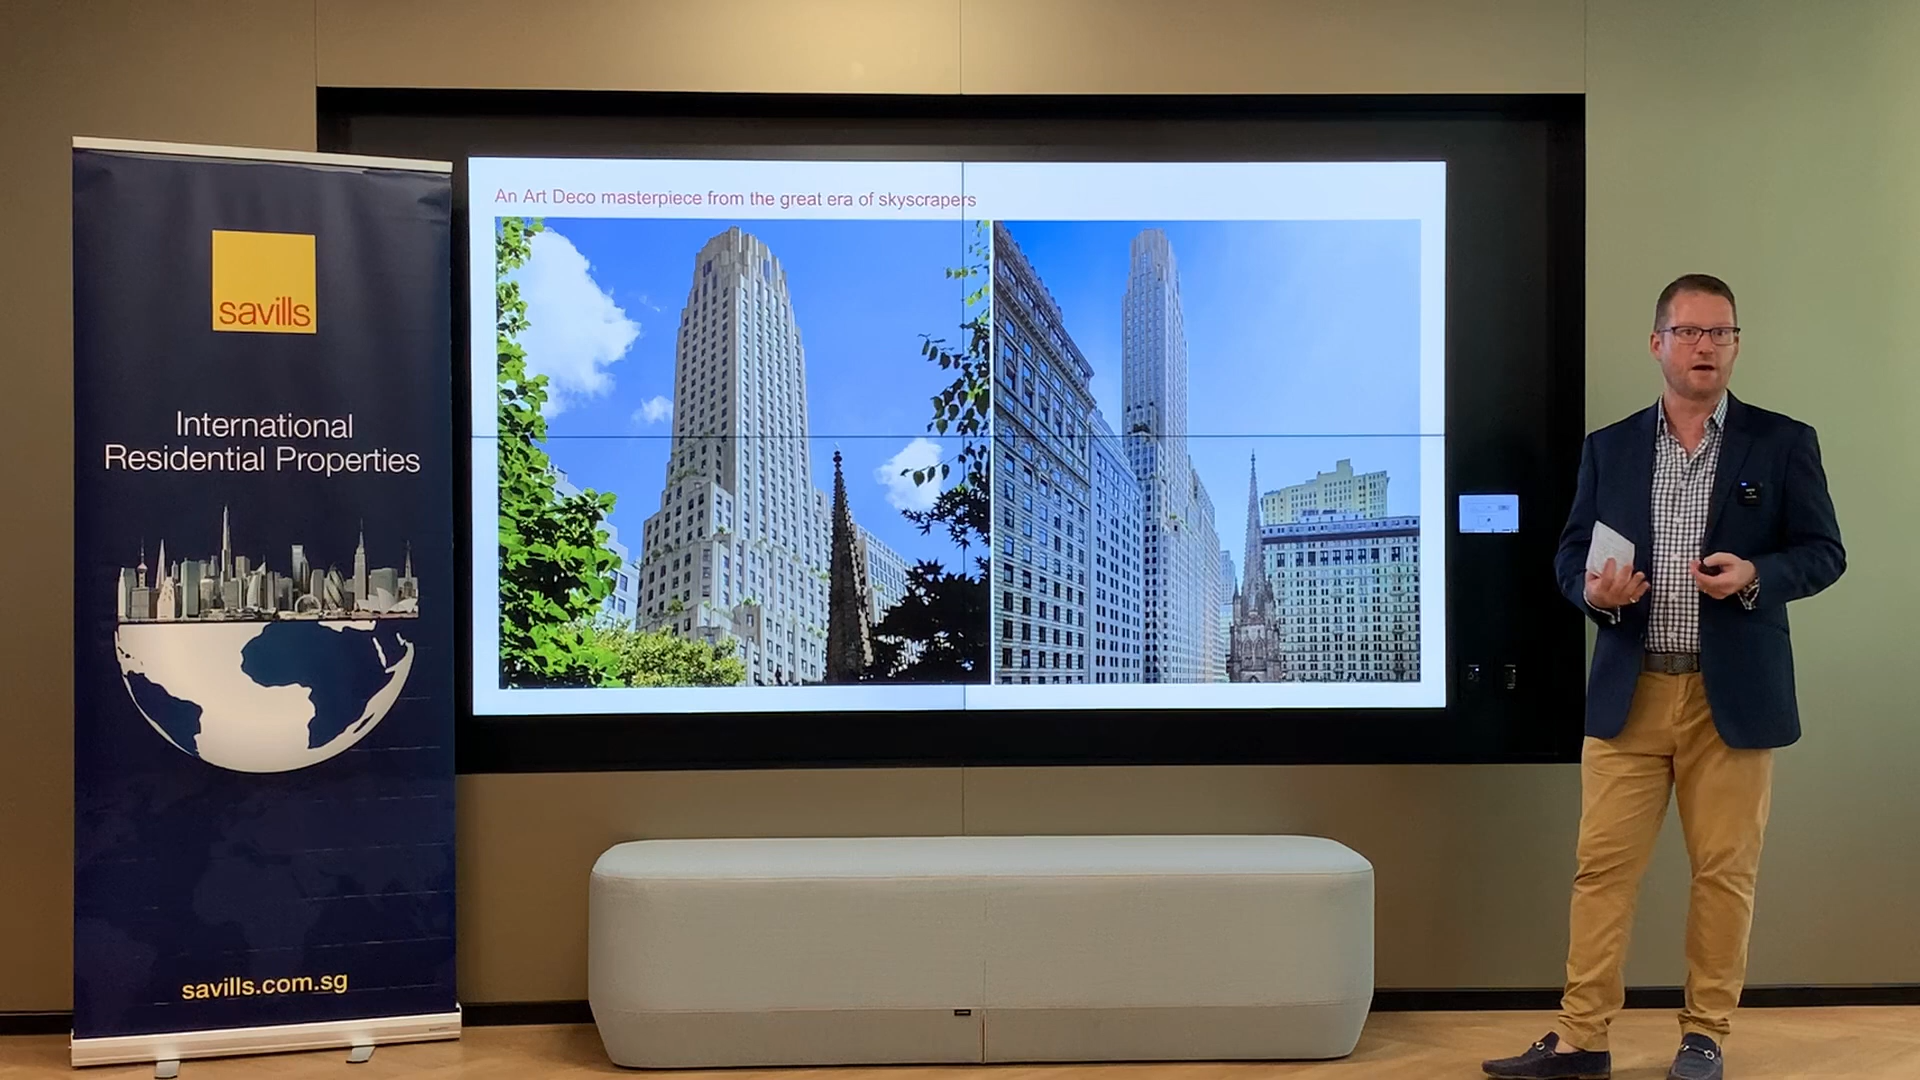 savills
International
Residential Properties
savills.com.sg
An Art Deco masterpiece from the great era of skyscrapers